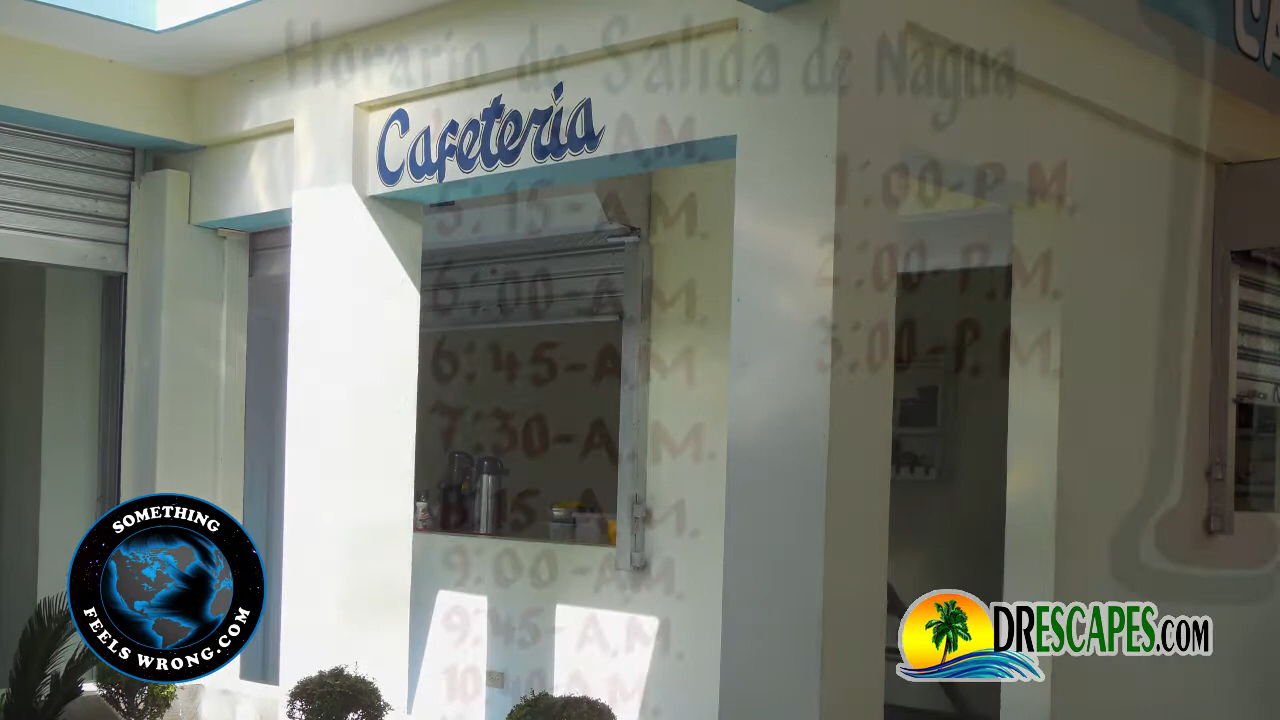 Horario de Salida de Nagua
Cafeteria
A.M.
5:15-A.M.
6:00-A.M.
6:45-A.M.
7:30-A.M.
8:15-A.M.
9:00-A.M.
9:45-A.M.
1:00-P.M.
2:00-P.M.
3:00-P.M.
SOMETHING
FEELS WRONG.COM
DRESCAPES.COM